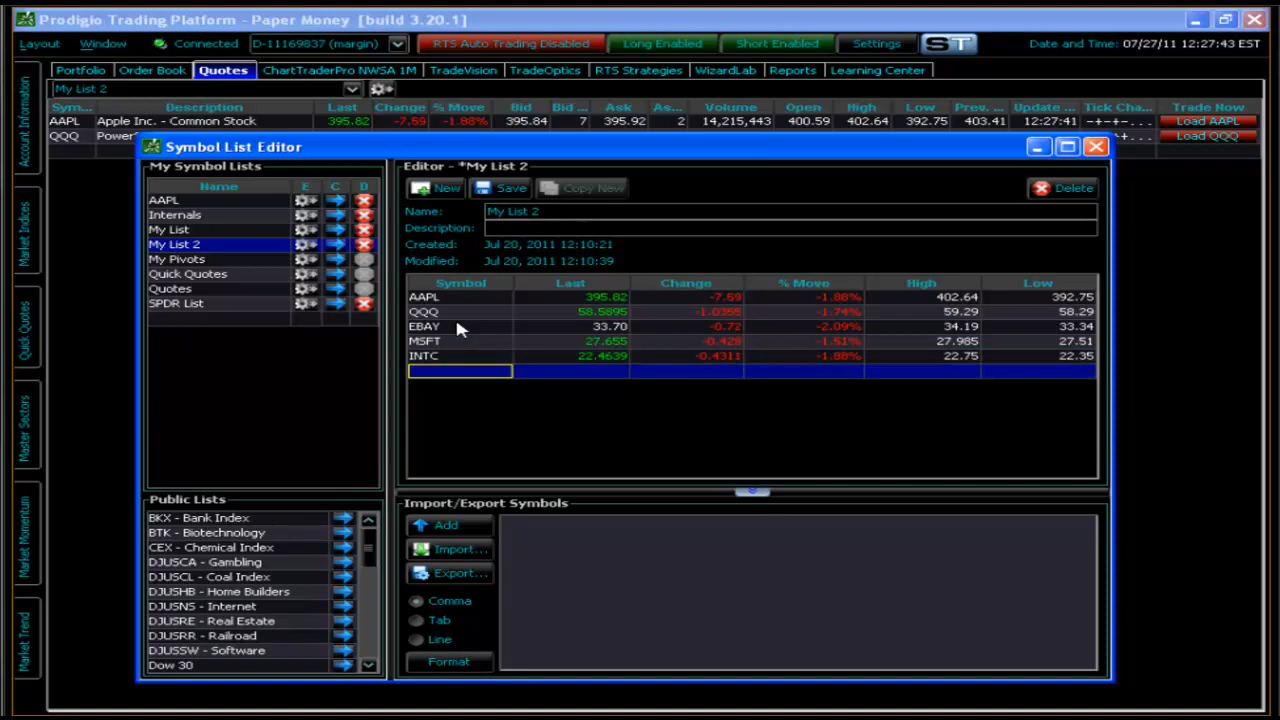 Prodigio Trading Platform - Paper Money [build 3.20.1]
Layout Window Connected D-11169837 (margin) RTS Auto Trading Disabled Long Enabled Short Enabled Settings ST Date and Time: 07/27/11 12:27:43 EST
Portfolio Order Book Quotes ChartTraderPro NWSA 1M TradeVision TradeOptics RTS Strategies WizardLab Reports Learning Center
My List 2
Sym... Description Last Change % Move Bid Bid ... Ask As... Volume Open High Low Prev. ... Update ... Tick Cha... Trade Now
AAPL Apple Inc. - Common Stock 395.82 -7.59 -1.88% 395.84 7 395.92 2 14,215,443 400.59 402.64 392.75 403.41 12:27:41 -+-+-... Load AAPL
QQQ Power ++... Load QQQ
Account Information
Market Indices
Quick Quotes
Master Sectors
Market Momentum
Market Trend
Symbol List Editor
My Symbol Lists
Name E C D
AAPL
Internals
My List
My List 2
My Pivots
Quick Quotes
Quotes
SPDR List
Public Lists
BKX - Bank Index
BTK - Biotechnology
CEX - Chemical Index
DJUSCA - Gambling
DJUSCL - Coal Index
DJUSHB - Home Builders
DJUSNS - Internet
DJUSRE - Real Estate
DJUSRR - Railroad
DJUSSW - Software
Dow 30
Editor - *My List 2
New Save Copy New Delete
Name: My List 2
Description:
Created: Jul 20, 2011 12:10:21
Modified: Jul 20, 2011 12:10:39
Symbol Last Change % Move High Low
AAPL 395.82 -7.59 -1.88% 402.64 392.75
QQQ 58.5895 -1.0355 -1.74% 59.29 58.29
EBAY 33.70 -0.72 -2.09% 34.19 33.34
MSFT 27.655 -0.425 -1.51% 27.985 27.51
INTC 22.4639 -0.4311 -1.88% 22.75 22.35
Import/Export Symbols
Add
Import...
Export...
Comma
Tab
Line
Format